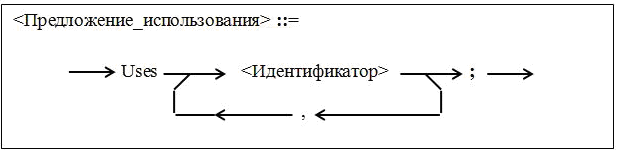 <Предложение_использования> ::=
Uses <Идентификатор> ;
,